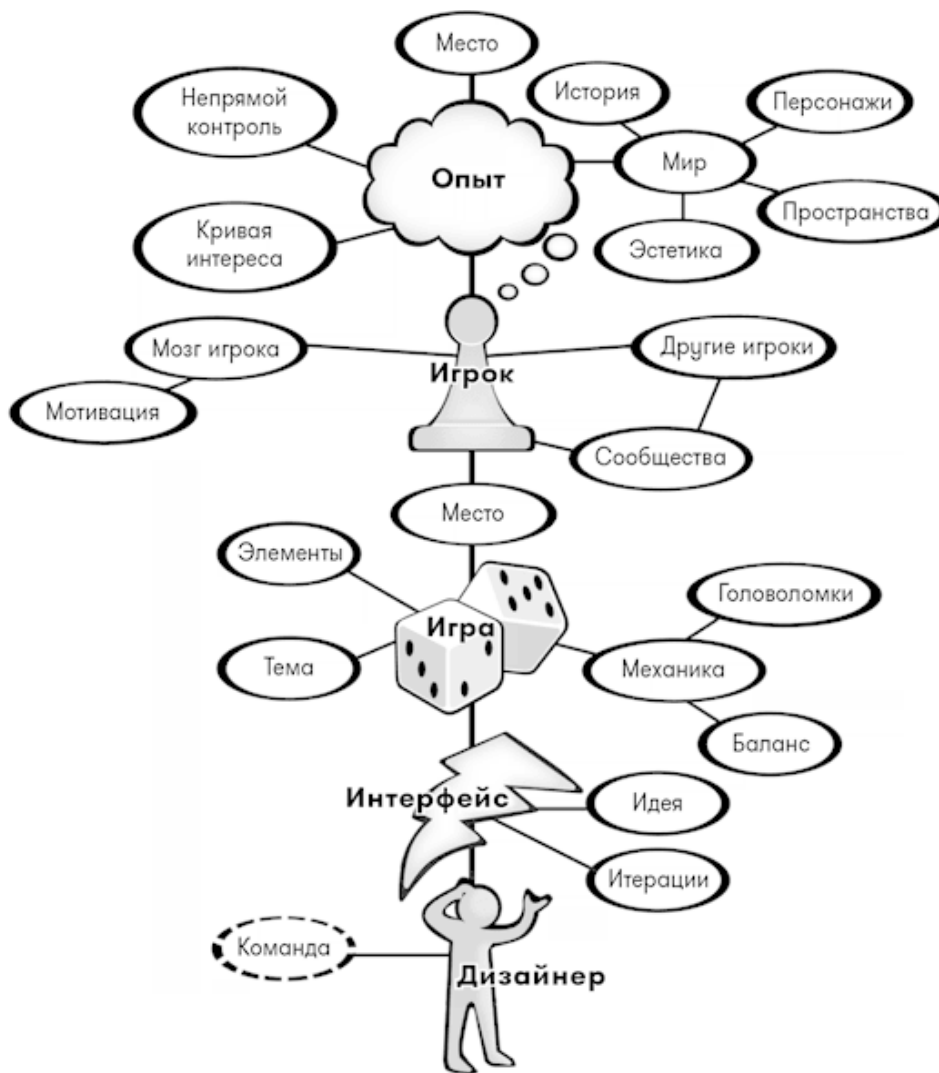 Место
История
Персонажи
Непрямой
контроль
Мир
Опыт
Пространства
Кривая
интереса
Эстетика
Мозг игрока
Другие игроки
Игрок
Мотивация
Сообщества
Место
Элементы
Головоломки
Игра
Тема
Механика
Баланс
Интерфейс
Идея
Итерации
Команда
Дизайнер